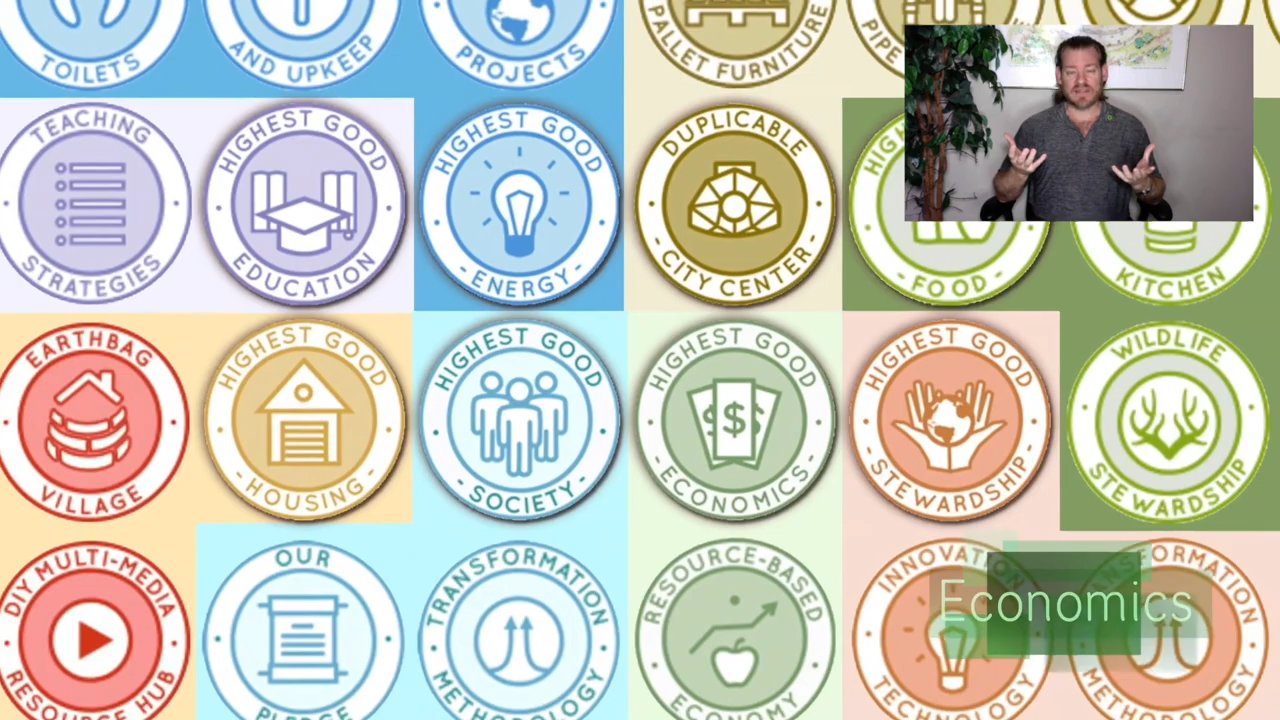 TOILETS
AND UPKEEP
PROJECTS
PALLET FURNITURE
TEACHING
STRATEGIES
HIGHEST GOOD
EDUCATION
HIGHEST GOOD
- ENERGY -
DUPLICABLE
- CITY CENTER -
- FOOD -
KITCHEN
EARTHBAG
VILLAGE
HIGHEST GOOD
- HOUSING -
HIGHEST GOOD
- SOCIETY -
HIGHEST GOOD
- ECONOMICS -
HIGHEST GOOD
- STEWARDSHIP -
WILDLIFE
STEWARDSHIP
DIY MULTI-MEDIA
RESOURCE HUB
OUR
PLEDGE
TRANSFORMATION
METHODOLOGY
RESOURCE-BASED
ECONOMY
TECHNOLOGY
METHODOLOGY
Economics